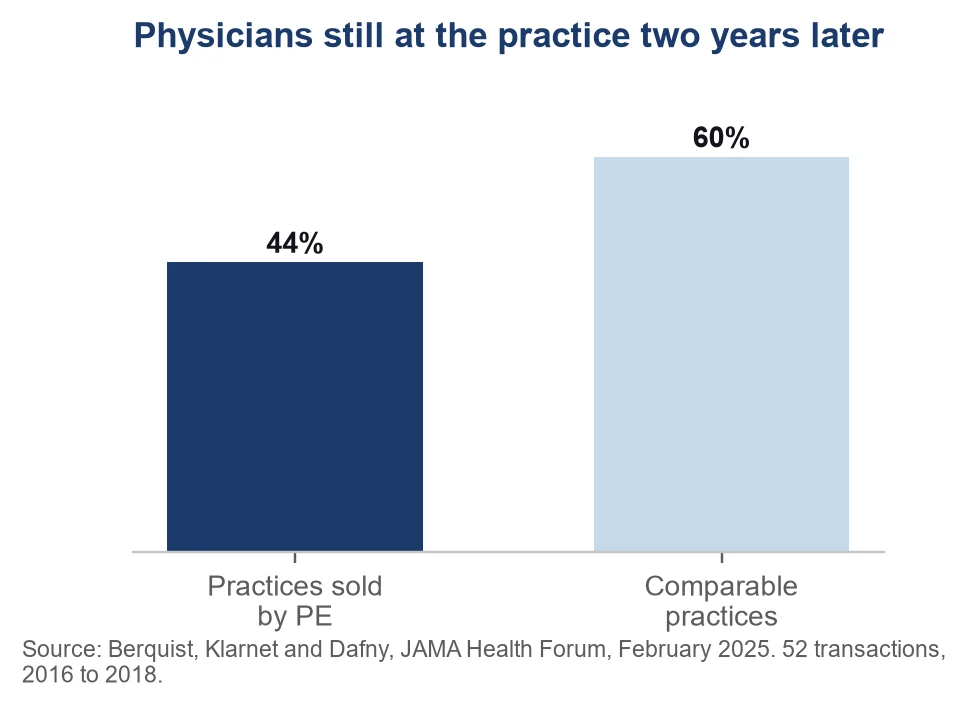 Physicians still at the practice two years later
44%
60%
Practices sold
by PE
Comparable
practices
Source: Berquist, Klarnet and Dafny, JAMA Health Forum, February 2025. 52 transactions,
2016 to 2018.